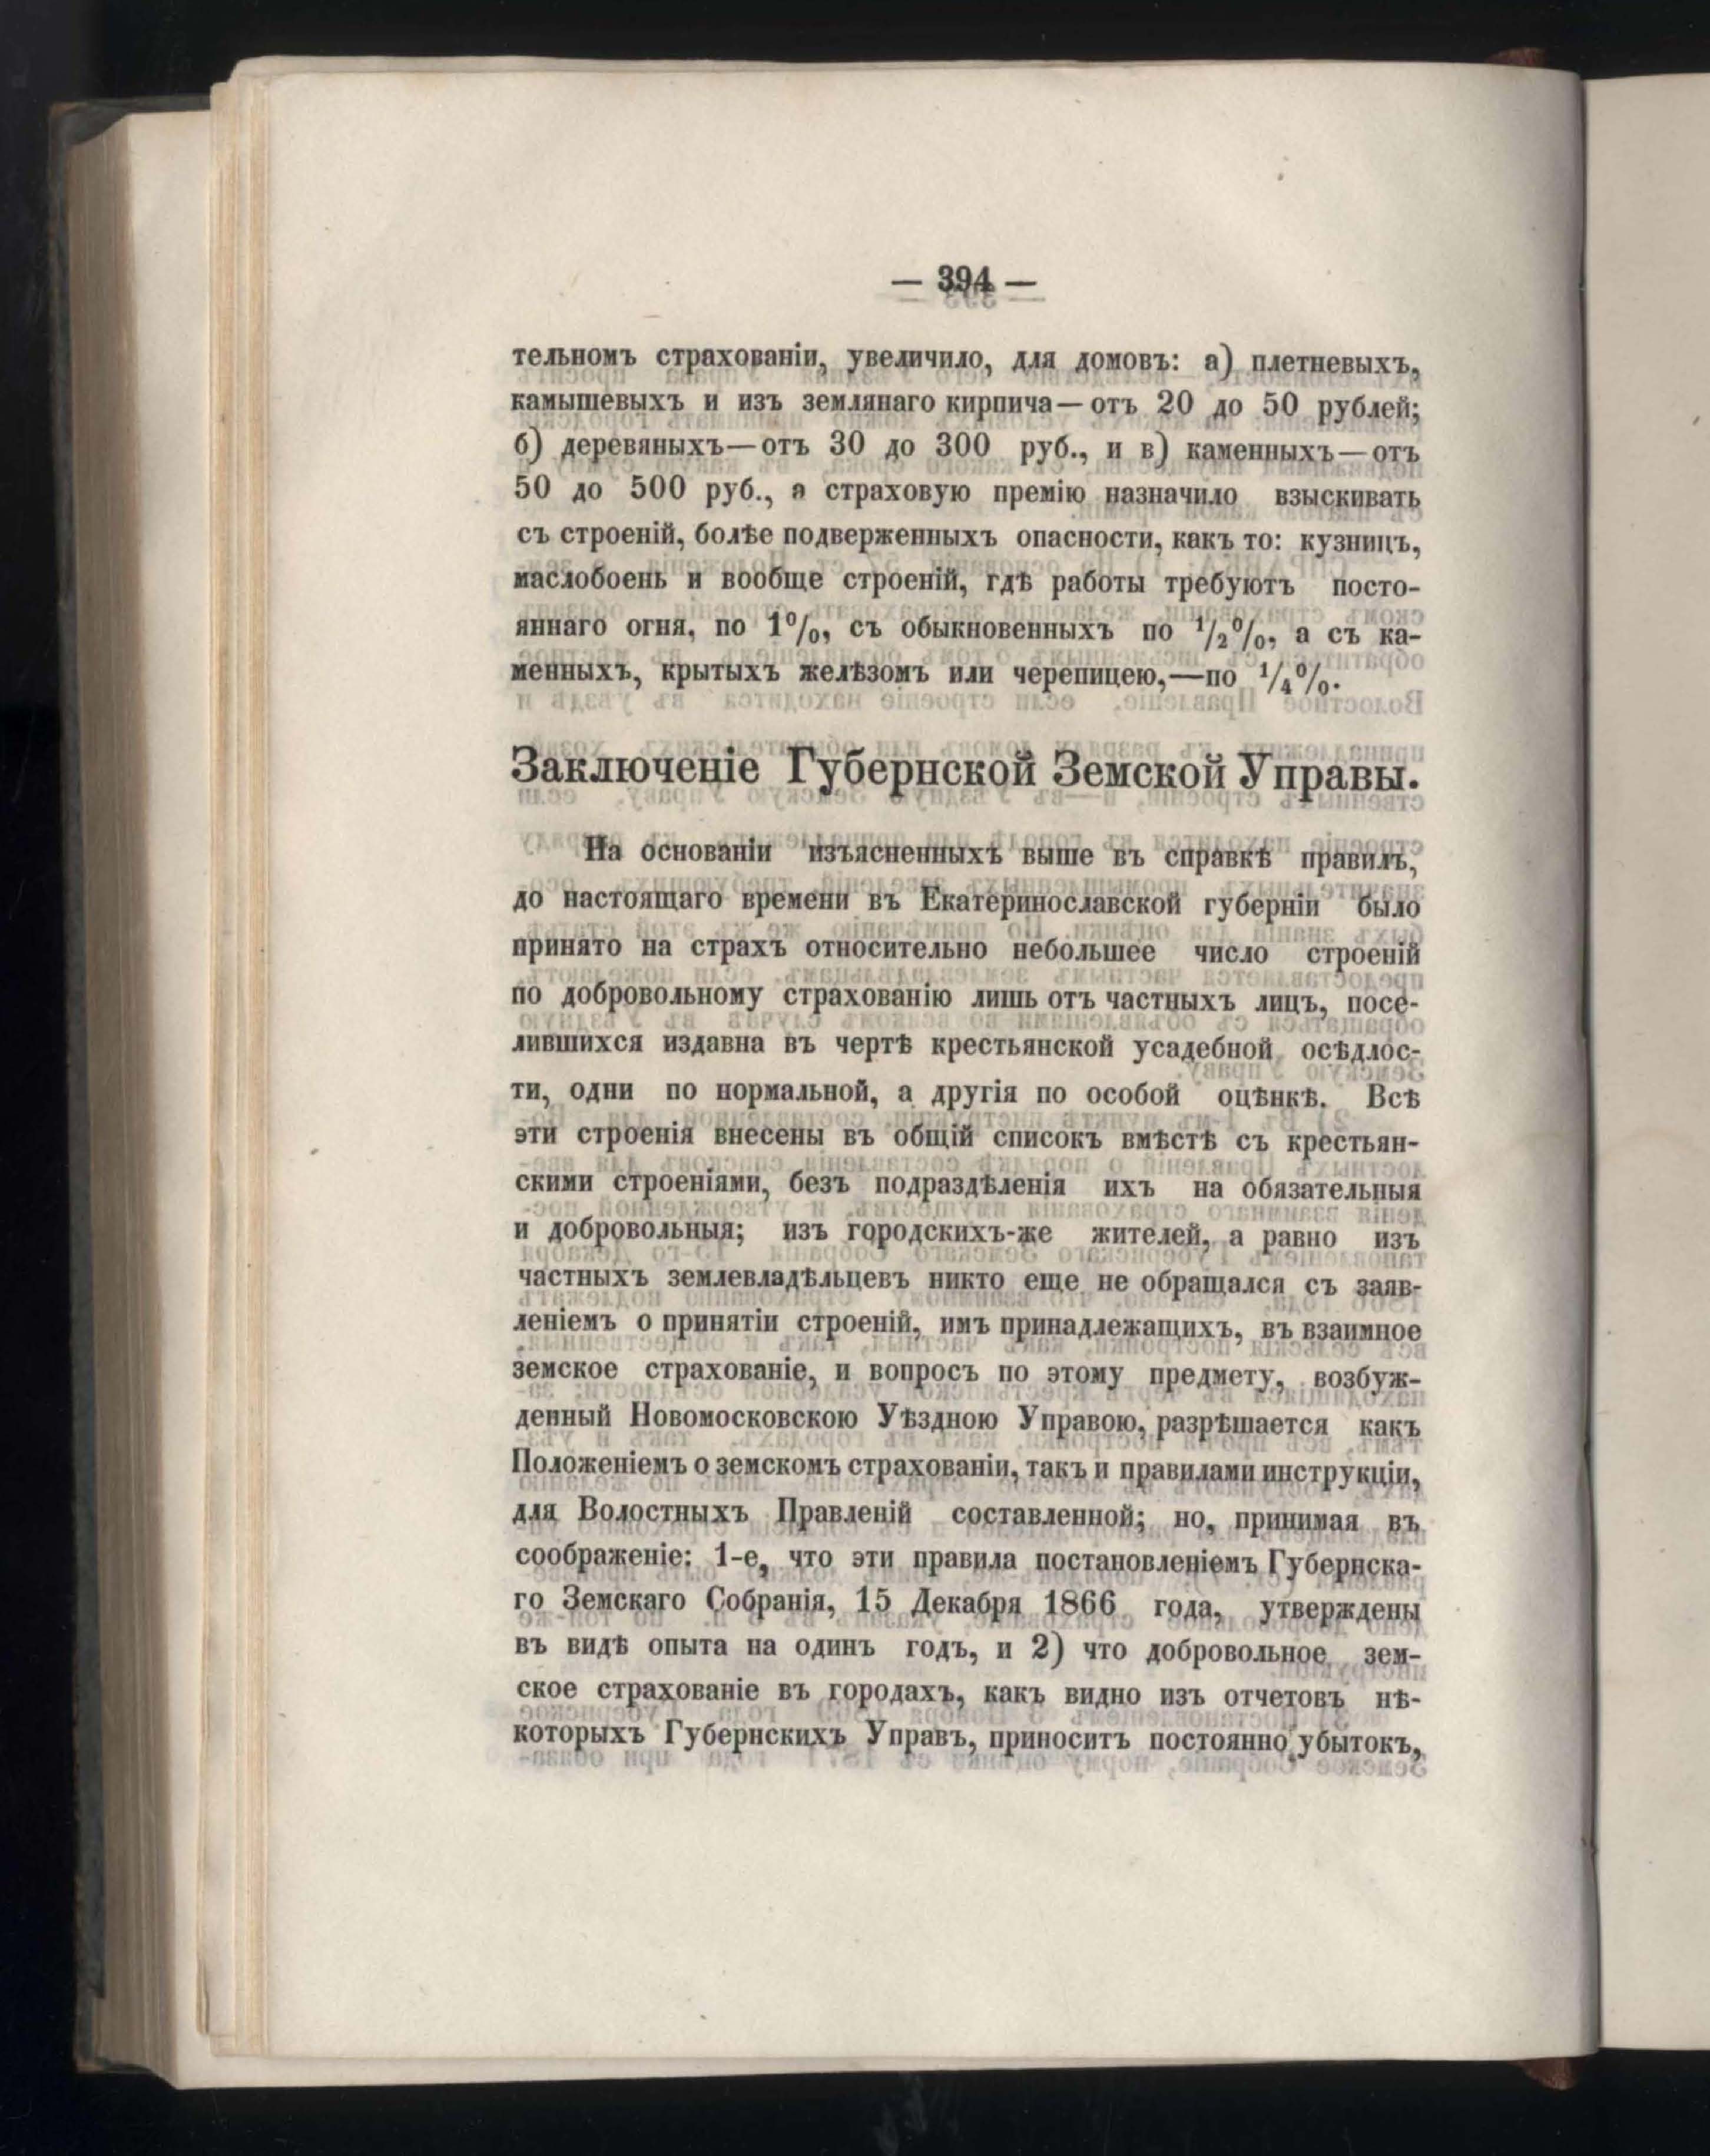 — 394 —
тельномъ страхованіи, увеличило, для домовъ: а) плетневыхъ,
камышевыхъ и изъ землянаго кирпича—отъ 20 до 50 рублей;
б) деревяныхъ—отъ 30 до 300 руб., и в) каменныхъ—отъ
50 до 500 руб., а страховую премію назначило взыскивать
съ строеній, болѣе подверженныхъ опасности, какъ то: кузницъ,
маслобоень и вообще строеній, гдѣ работы требуютъ посто-
яннаго огня, по 1%, съ обыкновенныхъ по ½%, а съ ка-
менныхъ, крытыхъ желѣзомъ или черепицею,—по ¼%.
Заключеніе Губернской Земской Управы.
На основаніи изъясненныхъ выше въ справкѣ правилъ,
до настоящаго времени въ Екатеринославской губерніи было
принято на страхъ относительно небольшее число строеній
по добровольному страхованію лишь отъ частныхъ лицъ, посе-
лившихся издавна въ чертѣ крестьянской усадебной осѣдлос-
ти, одни по нормальной, а другія по особой оцѣнкѣ. Всѣ
эти строенія внесены въ общій списокъ вмѣстѣ съ крестьян-
скими строеніями, безъ подраздѣленія ихъ на обязательныя
и добровольныя; изъ городскихъ-же жителей, а равно изъ
частныхъ землевладѣльцевъ никто еще не обращался съ заяв-
леніемъ о принятіи строеній, имъ принадлежащихъ, въ взаимное
земское страхованіе, и вопросъ по этому предмету, возбуж-
денный Новомосковскою Уѣздною Управою, разрѣшается какъ
Положеніемъ о земскомъ страхованіи, такъ и правилами инструкціи,
для Волостныхъ Правленій составленной; но, принимая въ
соображеніе: 1-е, что эти правила постановленіемъ Губернска-
го Земскаго Собранія, 15 Декабря 1866 года, утверждены
въ видѣ опыта на одинъ годъ, и 2) что добровольное зем-
ское страхованіе въ городахъ, какъ видно изъ отчетовъ нѣ-
которыхъ Губернскихъ Управъ, приноситъ постоянно убытокъ,